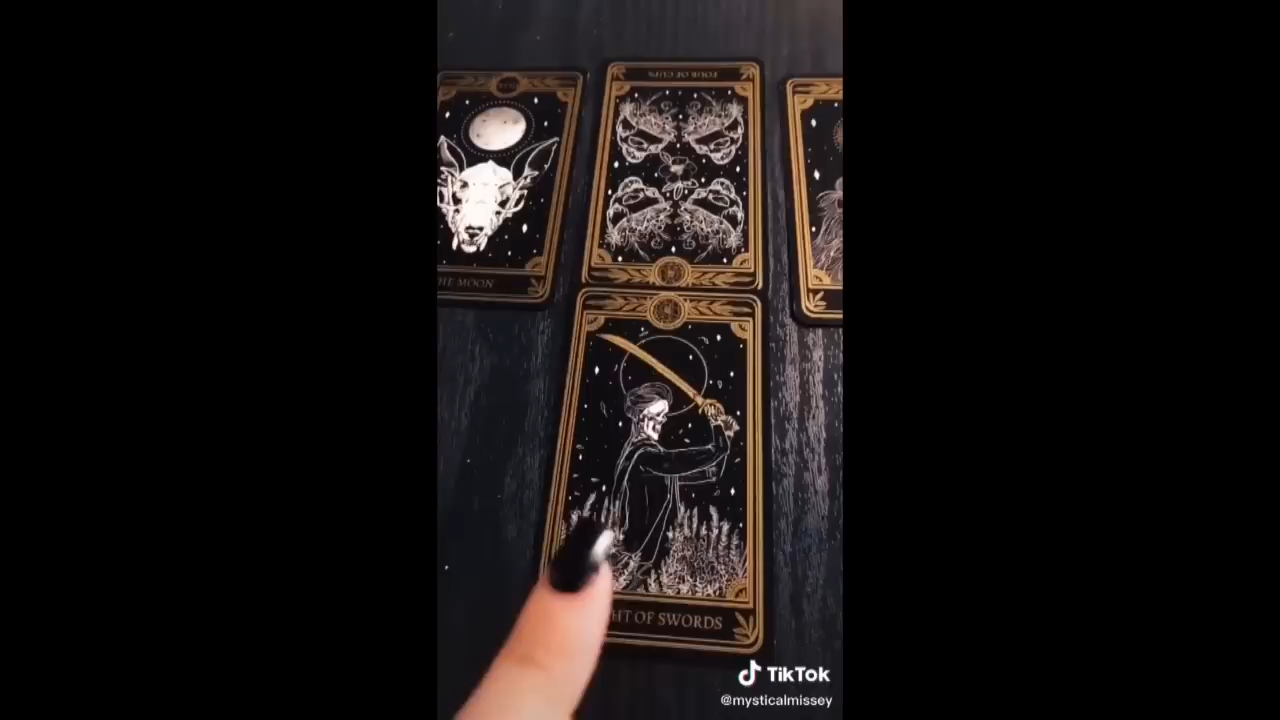 FOUR OF CUPS
HE MOON
HT OF SWORDS
TikTok
@mysticalmissey